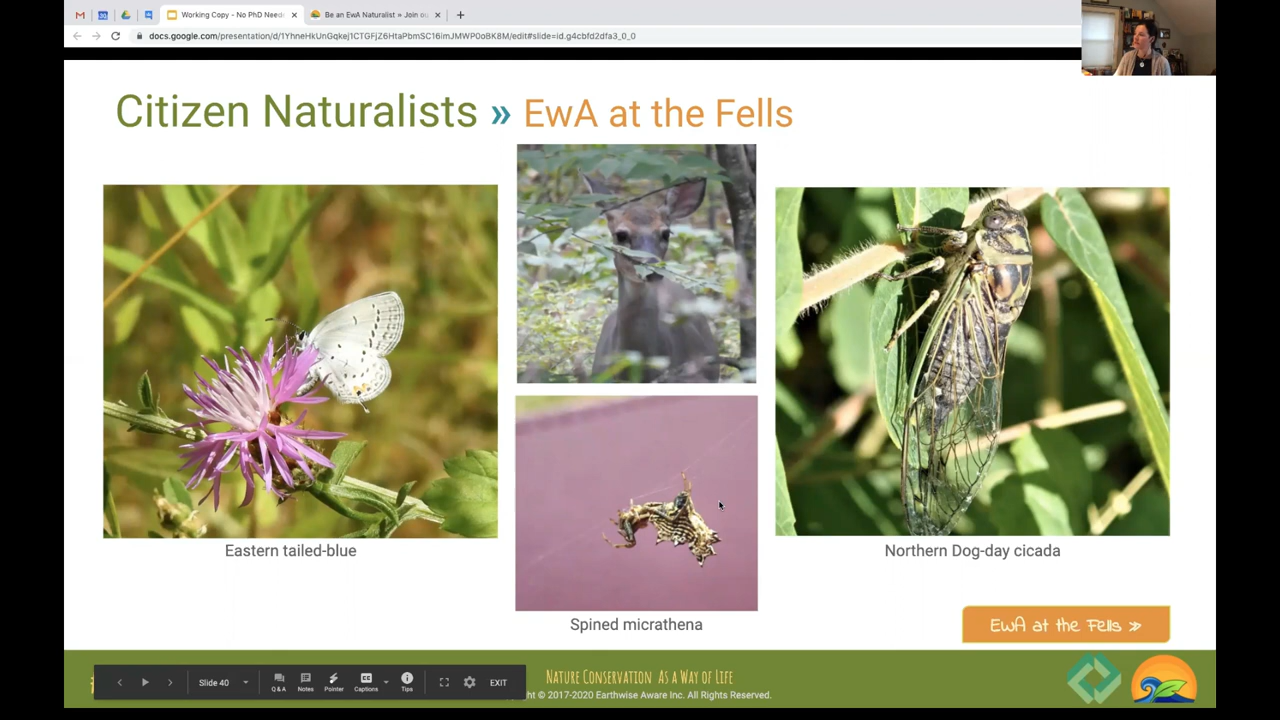 Working Copy - No PhD Need
Be an EwA Naturalist » Join ou
docs.google.com/presentation/d/1YhneHkUnGqkej1CTGFjZ6HtaPbmSC16imJMWP0oBK8M/edit#slide=id.g4cbfd2dfa3_0_0
Citizen Naturalists » EwA at the Fells
Eastern tailed-blue
Northern Dog-day cicada
Spined micrathena
EwA at the Fells »
Slide 40
Q & A
Notes
Pointer
Captions
Tips
EXIT
Nature Conservation As a Way of Life
© 2017-2020 Earthwise Aware Inc. All Rights Reserved.